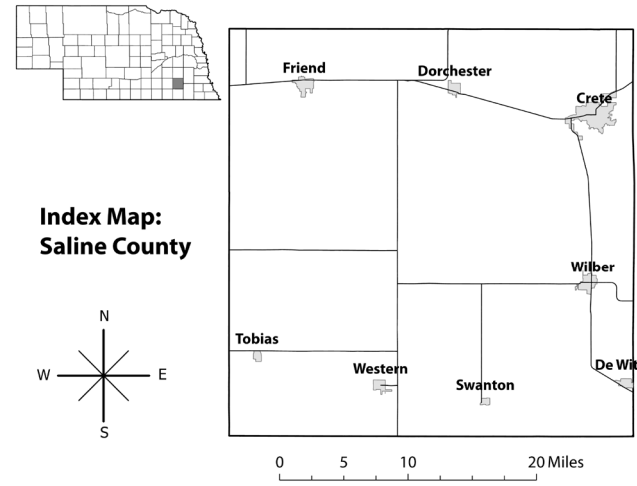 Friend
Dorchester
Crete
Index Map:
Saline County
Wilber
N
Tobias
W E
Western
De Wit
Swanton
S
0 5 10 20 Miles